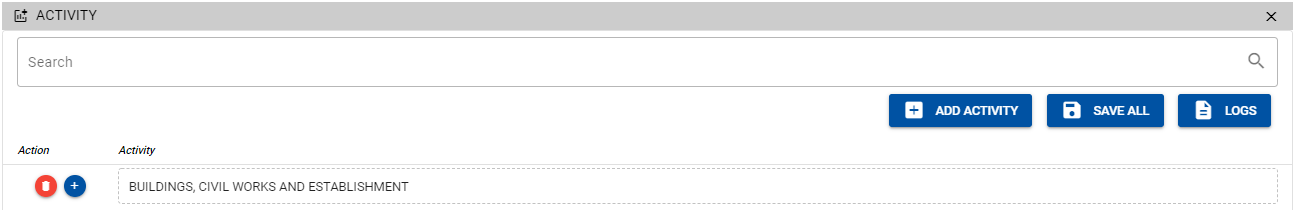 ACTIVITY
Search
ADD ACTIVITY SAVE ALL LOGS
Action Activity
BUILDINGS, CIVIL WORKS AND ESTABLISHMENT